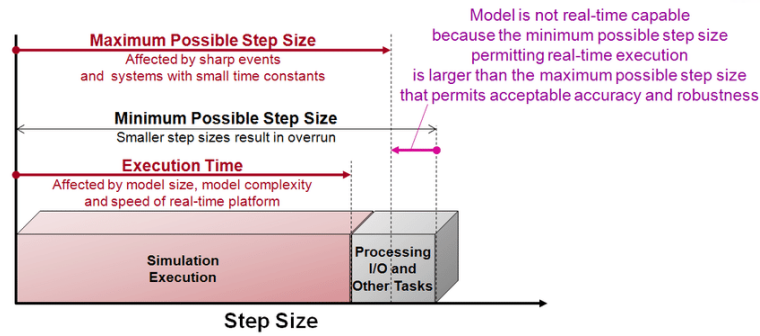 Maximum Possible Step Size
Affected by sharp events
and systems with small time constants
Model is not real-time capable
because the minimum possible step size
permitting real-time execution
is larger than the maximum possible step size
that permits acceptable accuracy and robustness
Minimum Possible Step Size
Smaller step sizes result in overrun
Execution Time
Affected by model size, model complexity
and speed of real-time platform
Simulation
Execution
Processing
I/O and
Other Tasks
Step Size